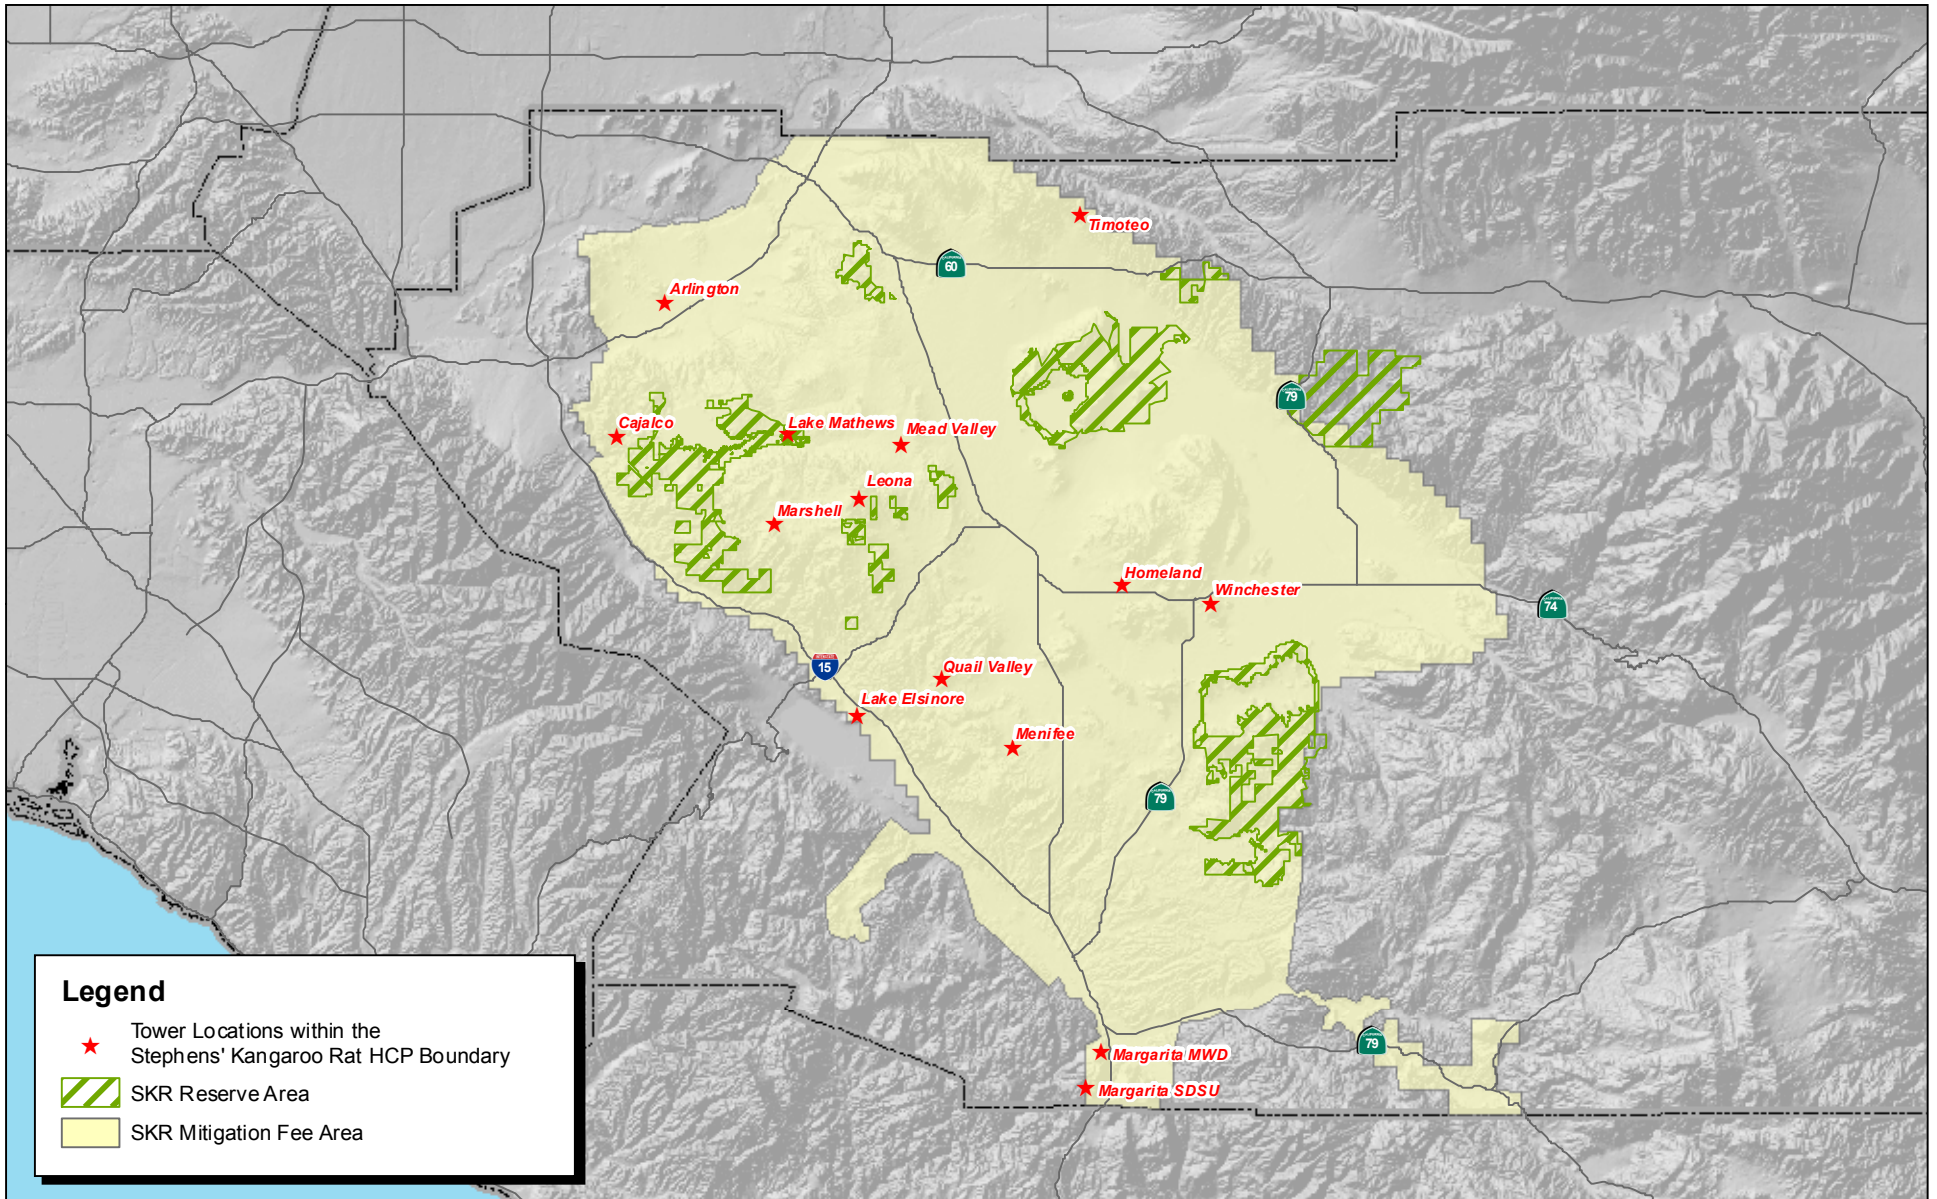 Timoteo
60
Arlington
79
Cajalco
Lake Mathews
Mead Valley
Leona
Marshell
Homeland
Winchester
74
15
Quail Valley
Lake Elsinore
Menifee
79
Legend
Tower Locations within the
Stephens' Kangaroo Rat HCP Boundary
SKR Reserve Area
SKR Mitigation Fee Area
79
Margarita MWD
Margarita SDSU